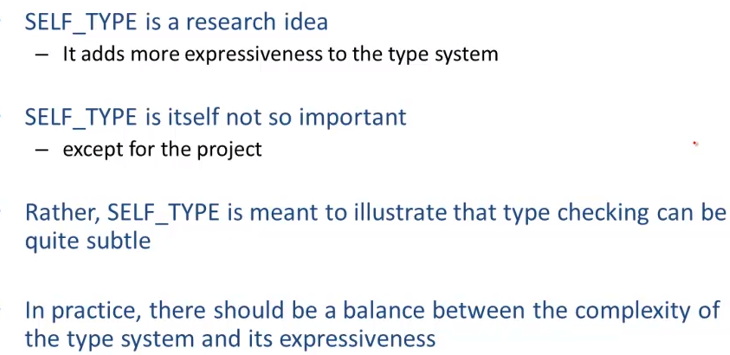 SELF_TYPE is a research idea
– It adds more expressiveness to the type system
SELF_TYPE is itself not so important
– except for the project
Rather, SELF_TYPE is meant to illustrate that type checking can be
quite subtle
In practice, there should be a balance between the complexity of
the type system and its expressiveness